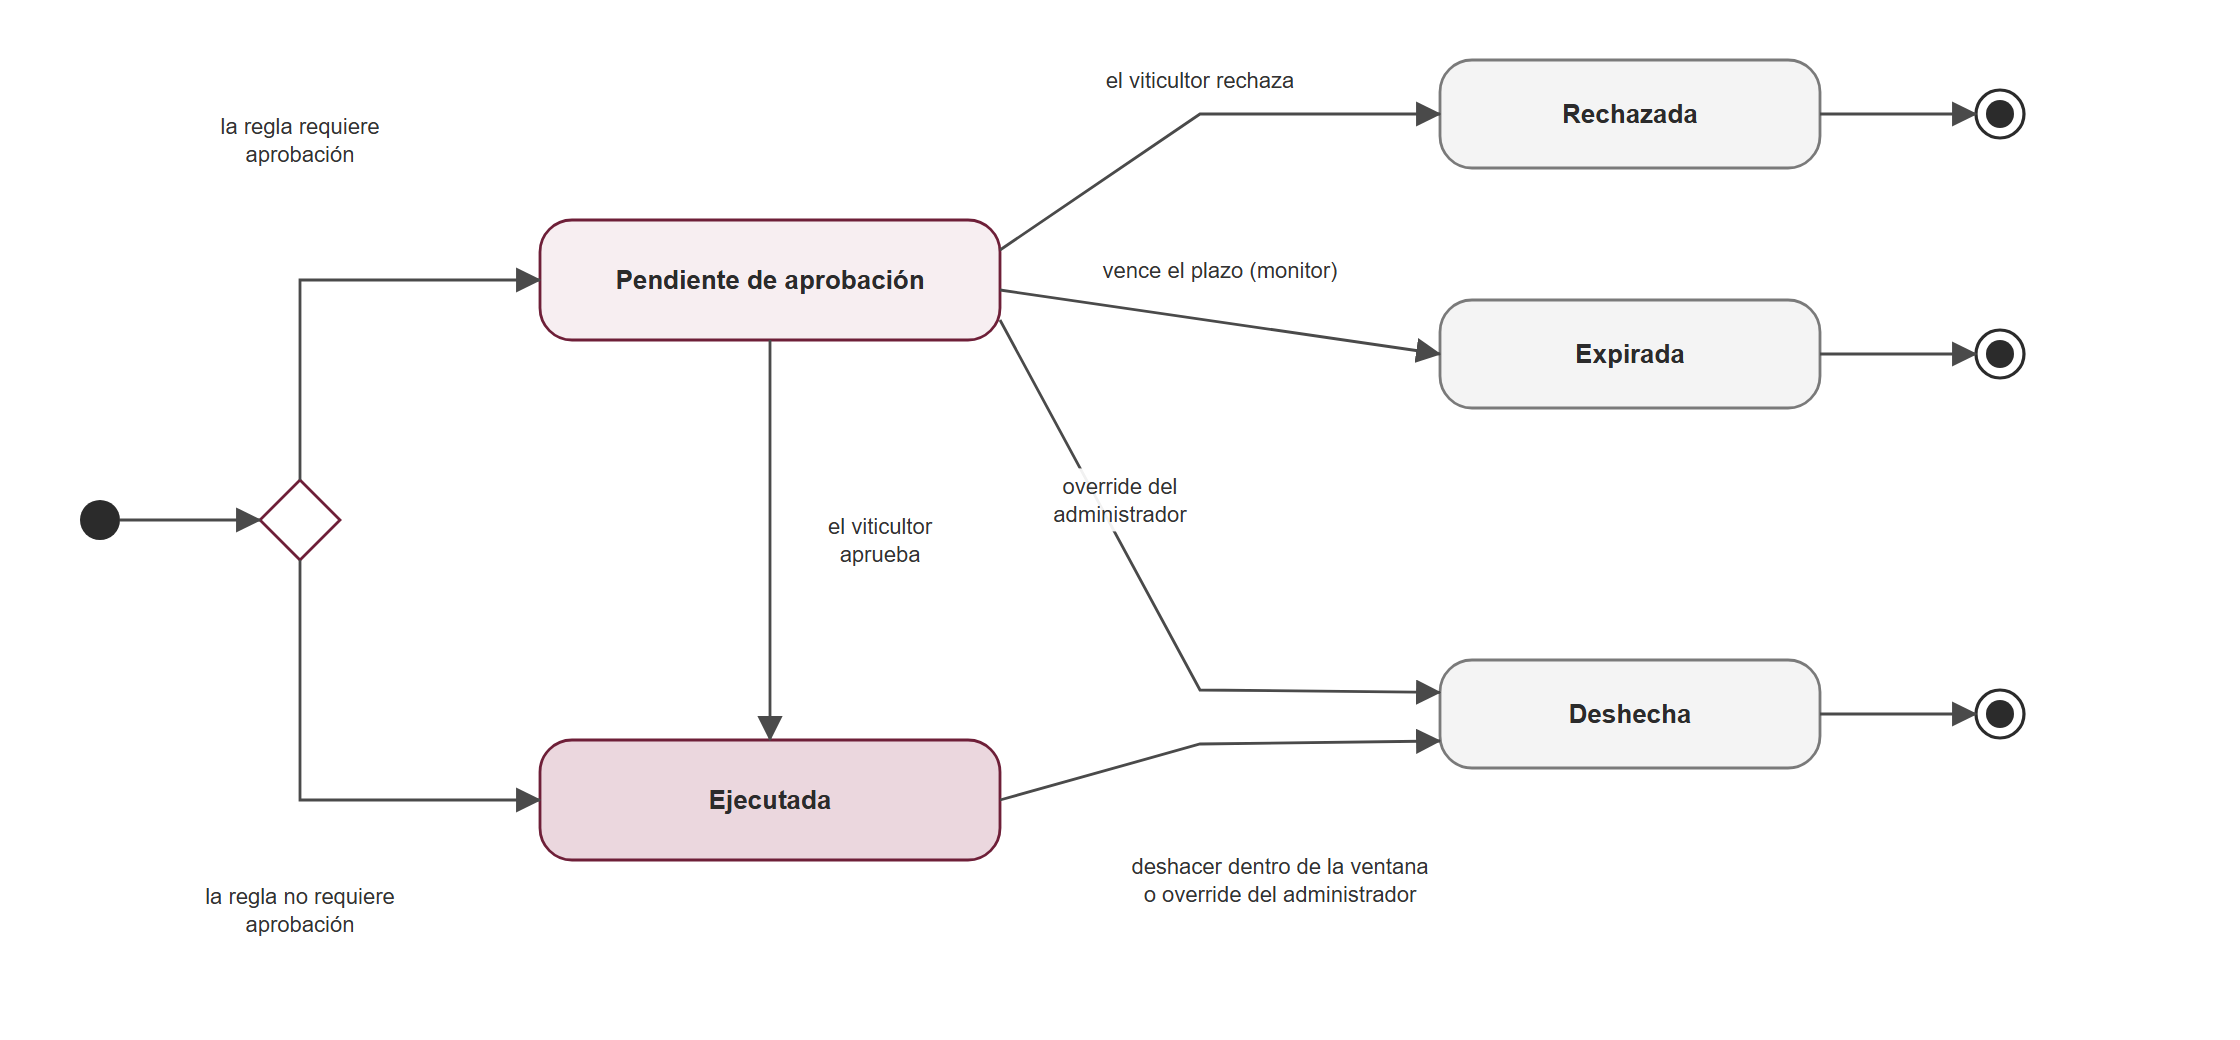 el viticultor rechaza
Rechazada
la regla requiere
aprobación
Pendiente de aprobación
vence el plazo (monitor)
Expirada
override del
administrador
el viticultor
aprueba
Deshecha
Ejecutada
deshacer dentro de la ventana
o override del administrador
la regla no requiere
aprobación